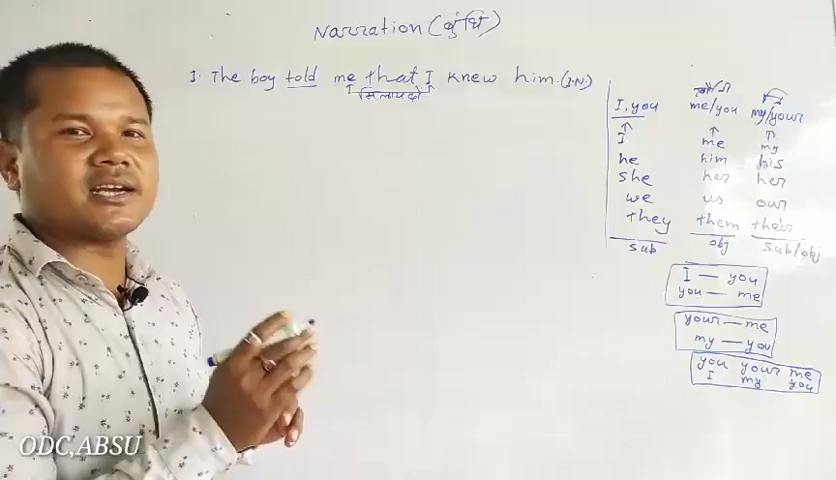 Narration
1. The boy told me that I knew him. (I.N.)
I, you me/you my/your
I me my
he him his
she her her
we us our
they them their
sub obj sub/obj
I — you
you — me
your — me
my — you
you your me
I my you
ODC,ABSU